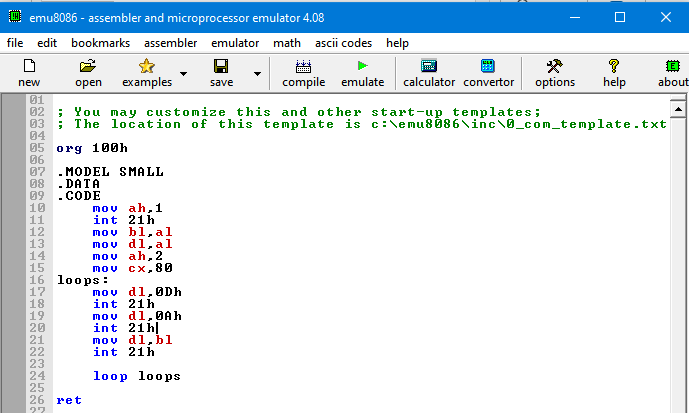 emu8086 - assembler and microprocessor emulator 4.08
file edit bookmarks assembler emulator math ascii codes help
new open examples save compile emulate calculator convertor options help about
01
02 ; You may customize this and other start-up templates;
03 ; The location of this template is c:\emu8086\inc\0_com_template.txt
04
05 org 100h
06
07 .MODEL SMALL
08 .DATA
09 .CODE
10     mov ah,1
11     int 21h
12     mov bl,al
13     mov dl,al
14     mov ah,2
15     mov cx,80
16 loops:
17     mov dl,0Dh
18     int 21h
19     mov dl,0Ah
20     int 21h
21     mov dl,bl
22     int 21h
23
24     loop loops
25
26 ret
27